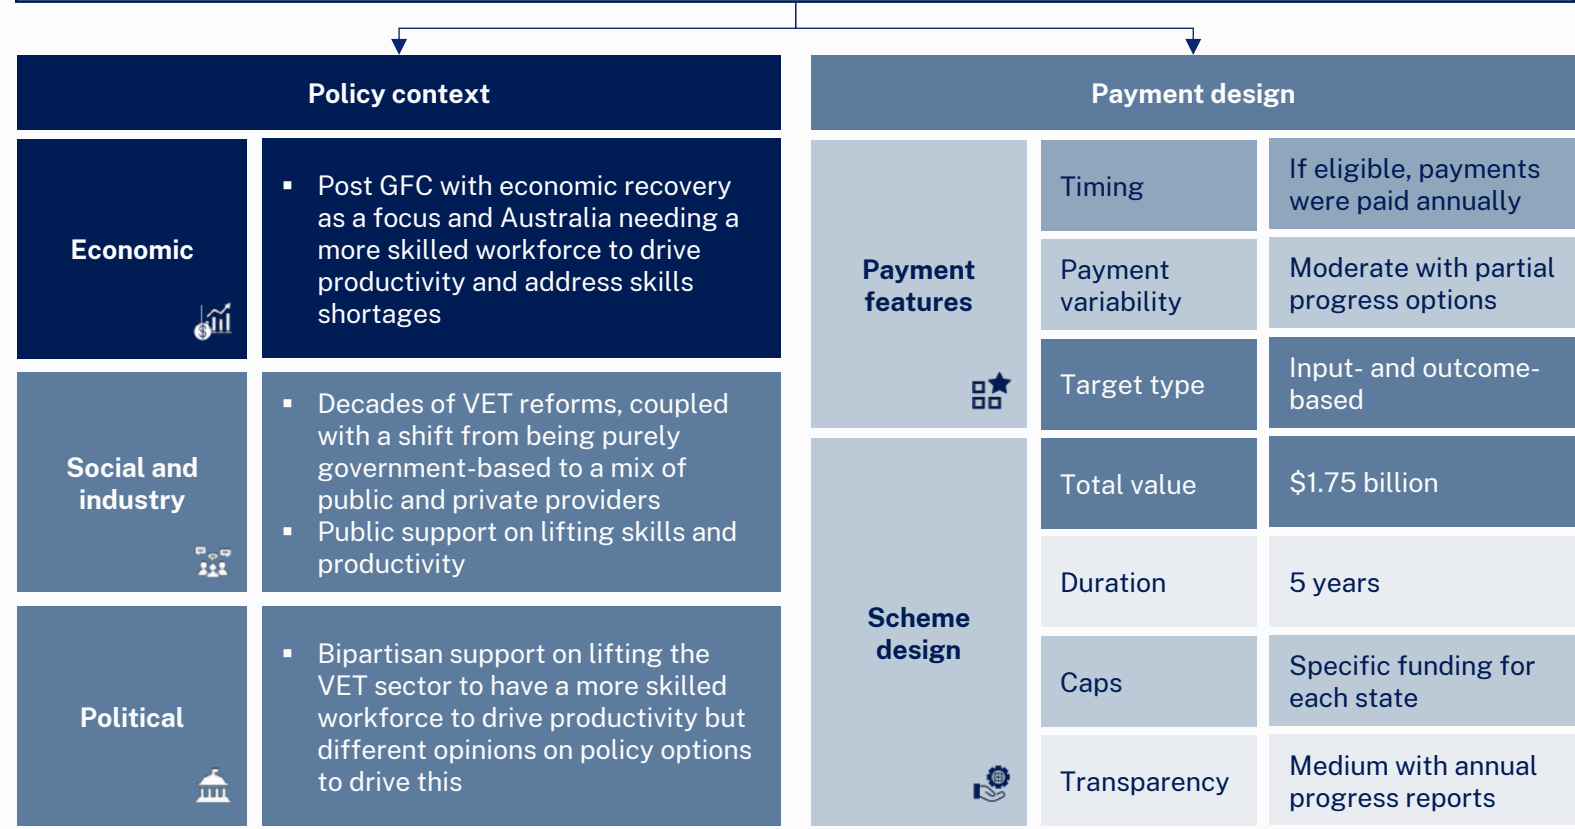 Policy context
Economic
▪ Post GFC with economic recovery
as a focus and Australia needing a
more skilled workforce to drive
productivity and address skills
shortages
Social and
industry
▪ Decades of VET reforms, coupled
with a shift from being purely
government-based to a mix of
public and private providers
▪ Public support on lifting skills and
productivity
Political
▪ Bipartisan support on lifting the
VET sector to have a more skilled
workforce to drive productivity but
different opinions on policy options
to drive this
Payment design
Payment
features
Timing
If eligible, payments
were paid annually
Payment
variability
Moderate with partial
progress options
Target type
Input- and outcome-
based
Scheme
design
Total value
$1.75 billion
Duration
5 years
Caps
Specific funding for
each state
Transparency
Medium with annual
progress reports